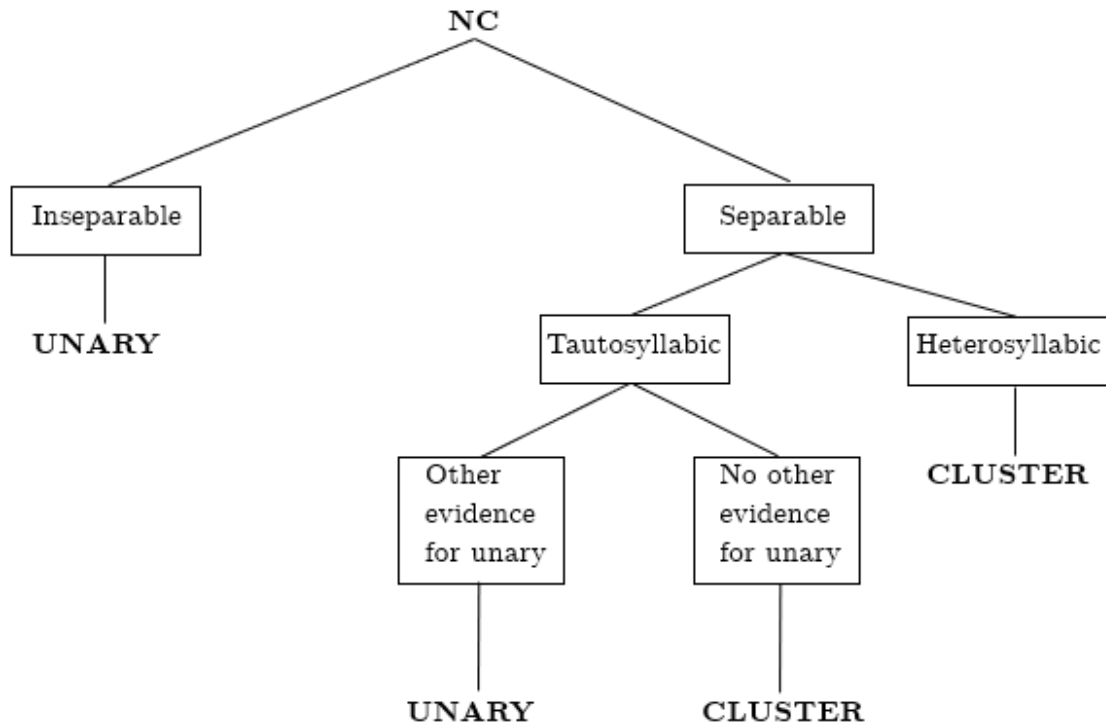 NC
Inseparable
Separable
UNARY
Tautosyllabic
Heterosyllabic
Other
evidence
for unary
No other
evidence
for unary
CLUSTER
UNARY
CLUSTER